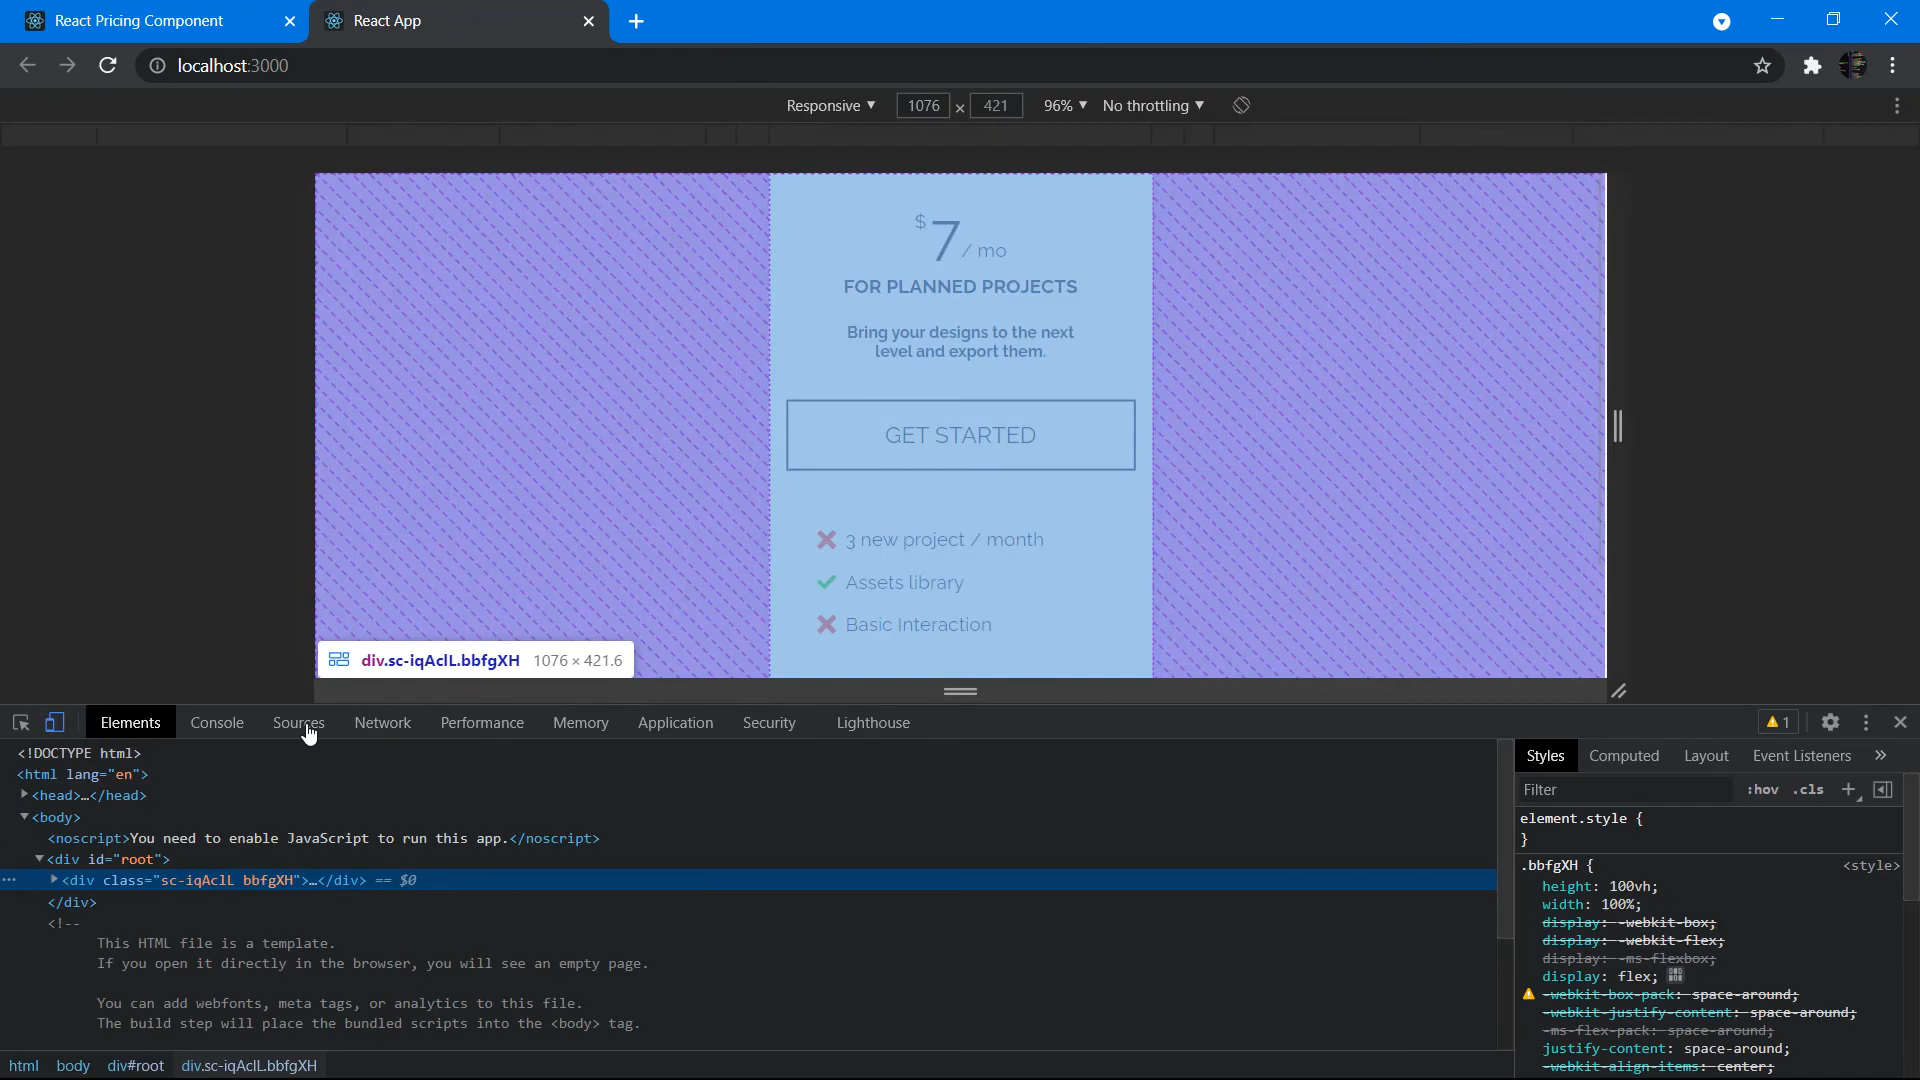 React Pricing Component
React App
localhost:3000
Responsive 1076 × 421 96% No throttling
$7/ mo
FOR PLANNED PROJECTS
Bring your designs to the next
level and export them.
GET STARTED
3 new project / month
Assets library
Basic Interaction
div.sc-iqAclL.bbfgXH 1076 × 421.6
Elements Console Sources Network Performance Memory Application Security Lighthouse 1
<!DOCTYPE html>
<html lang="en">
<head>…</head>
<body>
<noscript>You need to enable JavaScript to run this app.</noscript>
<div id="root">
<div class="sc-iqAclL bbfgXH">…</div> == $0
</div>
<!--
This HTML file is a template.
If you open it directly in the browser, you will see an empty page.
You can add webfonts, meta tags, or analytics to this file.
The build step will place the bundled scripts into the <body> tag.
html body div#root div.sc-iqAclL.bbfgXH
Styles Computed Layout Event Listeners
Filter :hov .cls
element.style {
}
.bbfgXH { <style>
height: 100vh;
width: 100%;
display: -webkit-box;
display: -webkit-flex;
display: -ms-flexbox;
display: flex;
-webkit-box-pack: space-around;
-webkit-justify-content: space-around;
-ms-flex-pack: space-around;
justify-content: space-around;
-webkit-align-items: center;